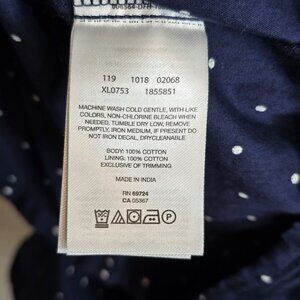 119 1018 02068
XL0753 1855851
MACHINE WASH COLD GENTLE, WITH LIKE
COLORS, NON-CHLORINE BLEACH WHEN
NEEDED, TUMBLE DRY LOW, REMOVE
PROMPTLY, IRON MEDIUM, IF PRESENT DO
NOT IRON DECAL, DRYCLEANABLE
BODY: 100% COTTON
LINING: 100% COTTON
EXCLUSIVE OF TRIMMING
MADE IN INDIA
RN 69724
CA 05367